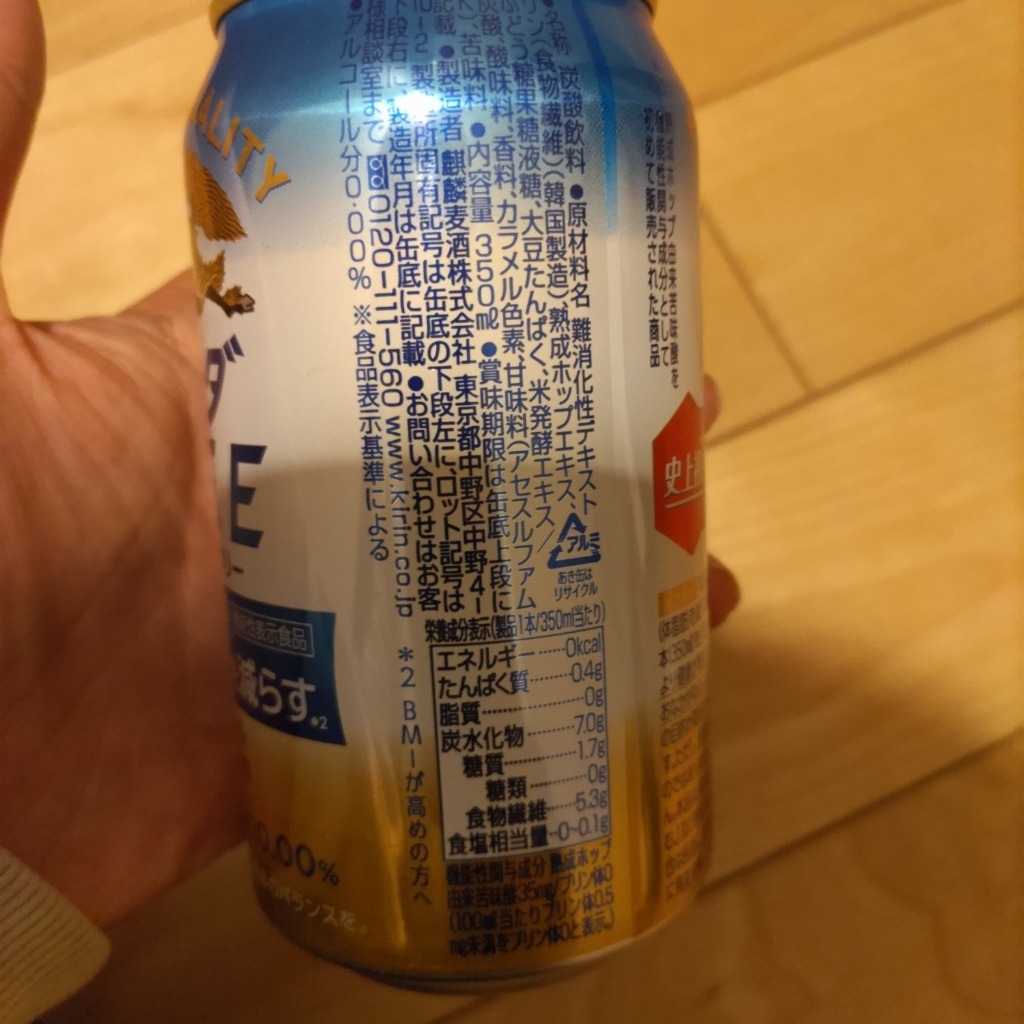 ALITY
ダ
E
性表示食品
減らす*2
0.00%
バランスを。
●名称 炭酸飲料 ●原材料名 難消化性デキスト
リン(食物繊維)(韓国製造)、熟成ホップエキス、
ぶどう糖果糖液糖、大豆たんぱく、米発酵エキス/
炭酸、酸味料、香料、カラメル色素、甘味料(アセスルファム
K)、苦味料 ●内容量 350ml ●賞味期限は缶底上段に
記載 ●製造者 麒麟麦酒株式会社 東京都中野区中野4-
10-2 製造所固有記号は缶底の下段左に、ロット記号は
下段右に、製造年月は缶底に記載 ●お問い合わせはお客
様相談室まで 0120-111-560 www.kirin.co.jp
●アルコール分0.00% ※食品表示基準による
*2 BMIが高めの方へ
アルミ
あき缶は
リサイクル
栄養成分表示(製品1本/350ml当たり)
エネルギー……0kcal
たんぱく質……0.4g
脂質……0g
炭水化物……7.0g
糖質……1.7g
糖類……0g
食物繊維……5.3g
食塩相当量…0~0.1g
機能性関与成分 熟成ホップ
由来苦味酸35mg/プリン体0
(100ml当たりプリン体0.5
mg未満をプリン体0と表示)
熟成ホップ由来苦味酸を
機能性関与成分として
初めて販売された商品
史上